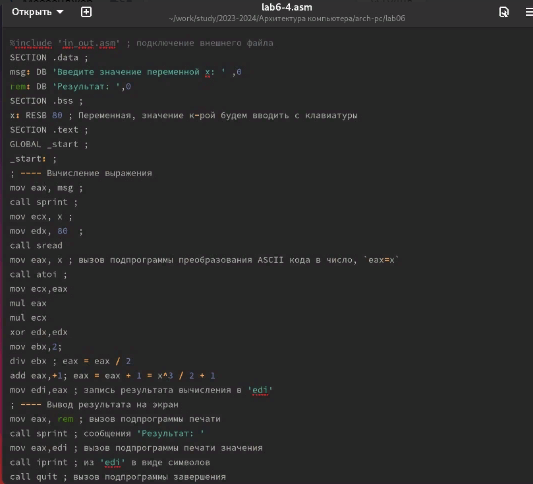 Открыть
lab6-4.asm
~/work/study/2023-2024/Архитектура компьютера/arch-pc/lab06
%include 'in_out.asm' ; подключение внешнего файла
SECTION .data ;
msg: DB 'Введите значение переменной x: ' ,0
rem: DB 'Результат: ',0
SECTION .bss ;
x: RESB 80 ; Переменная, значение к-рой будем вводить с клавиатуры
SECTION .text ;
GLOBAL _start ;
_start: ;
; ---- Вычисление выражения
mov eax, msg ;
call sprint ;
mov ecx, x ;
mov edx, 80 ;
call sread
mov eax, x ; вызов подпрограммы преобразования ASCII кода в число, `eax=x`
call atoi ;
mov ecx,eax
mul eax
mul ecx
xor edx,edx
mov ebx,2;
div ebx ; eax = eax / 2
add eax,+1; eax = eax + 1 = x^3 / 2 + 1
mov edi,eax ; запись результата вычисления в 'edi'
; ---- Вывод результата на экран
mov eax, rem ; вызов подпрограммы печати
call sprint ; сообщения 'Результат: '
mov eax,edi ; вызов подпрограммы печати значения
call iprint ; из 'edi' в виде символов
call quit ; вызов подпрограммы завершения